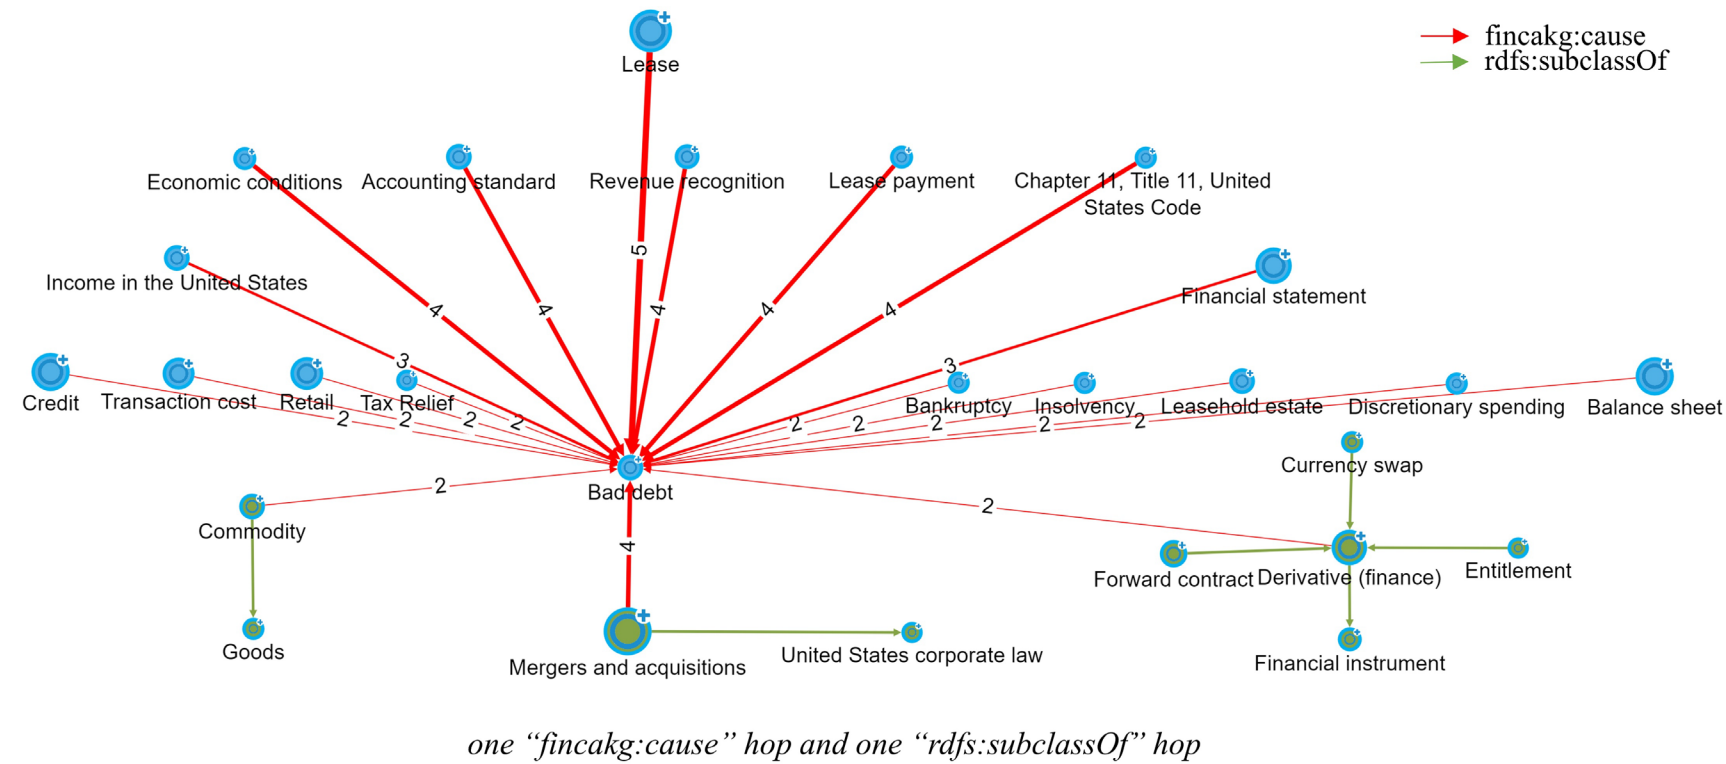 fincakg:cause
rdfs:subclassOf
Lease
Economic conditions
Accounting standard
Revenue recognition
Lease payment
Chapter 11, Title 11, United
States Code
5
Income in the United States
Financial statement
4
4
4
4
4
3
3
Credit
Transaction cost
Retail
Tax Relief
Bankruptcy
Insolvency
Leasehold estate
Discretionary spending
Balance sheet
2
2
2
2
2
2
2
2
2
Currency swap
Bad debt
2
2
Commodity
4
Forward contract
Derivative (finance)
Entitlement
Goods
Mergers and acquisitions
United States corporate law
Financial instrument
one “fincakg:cause” hop and one “rdfs:subclassOf” hop